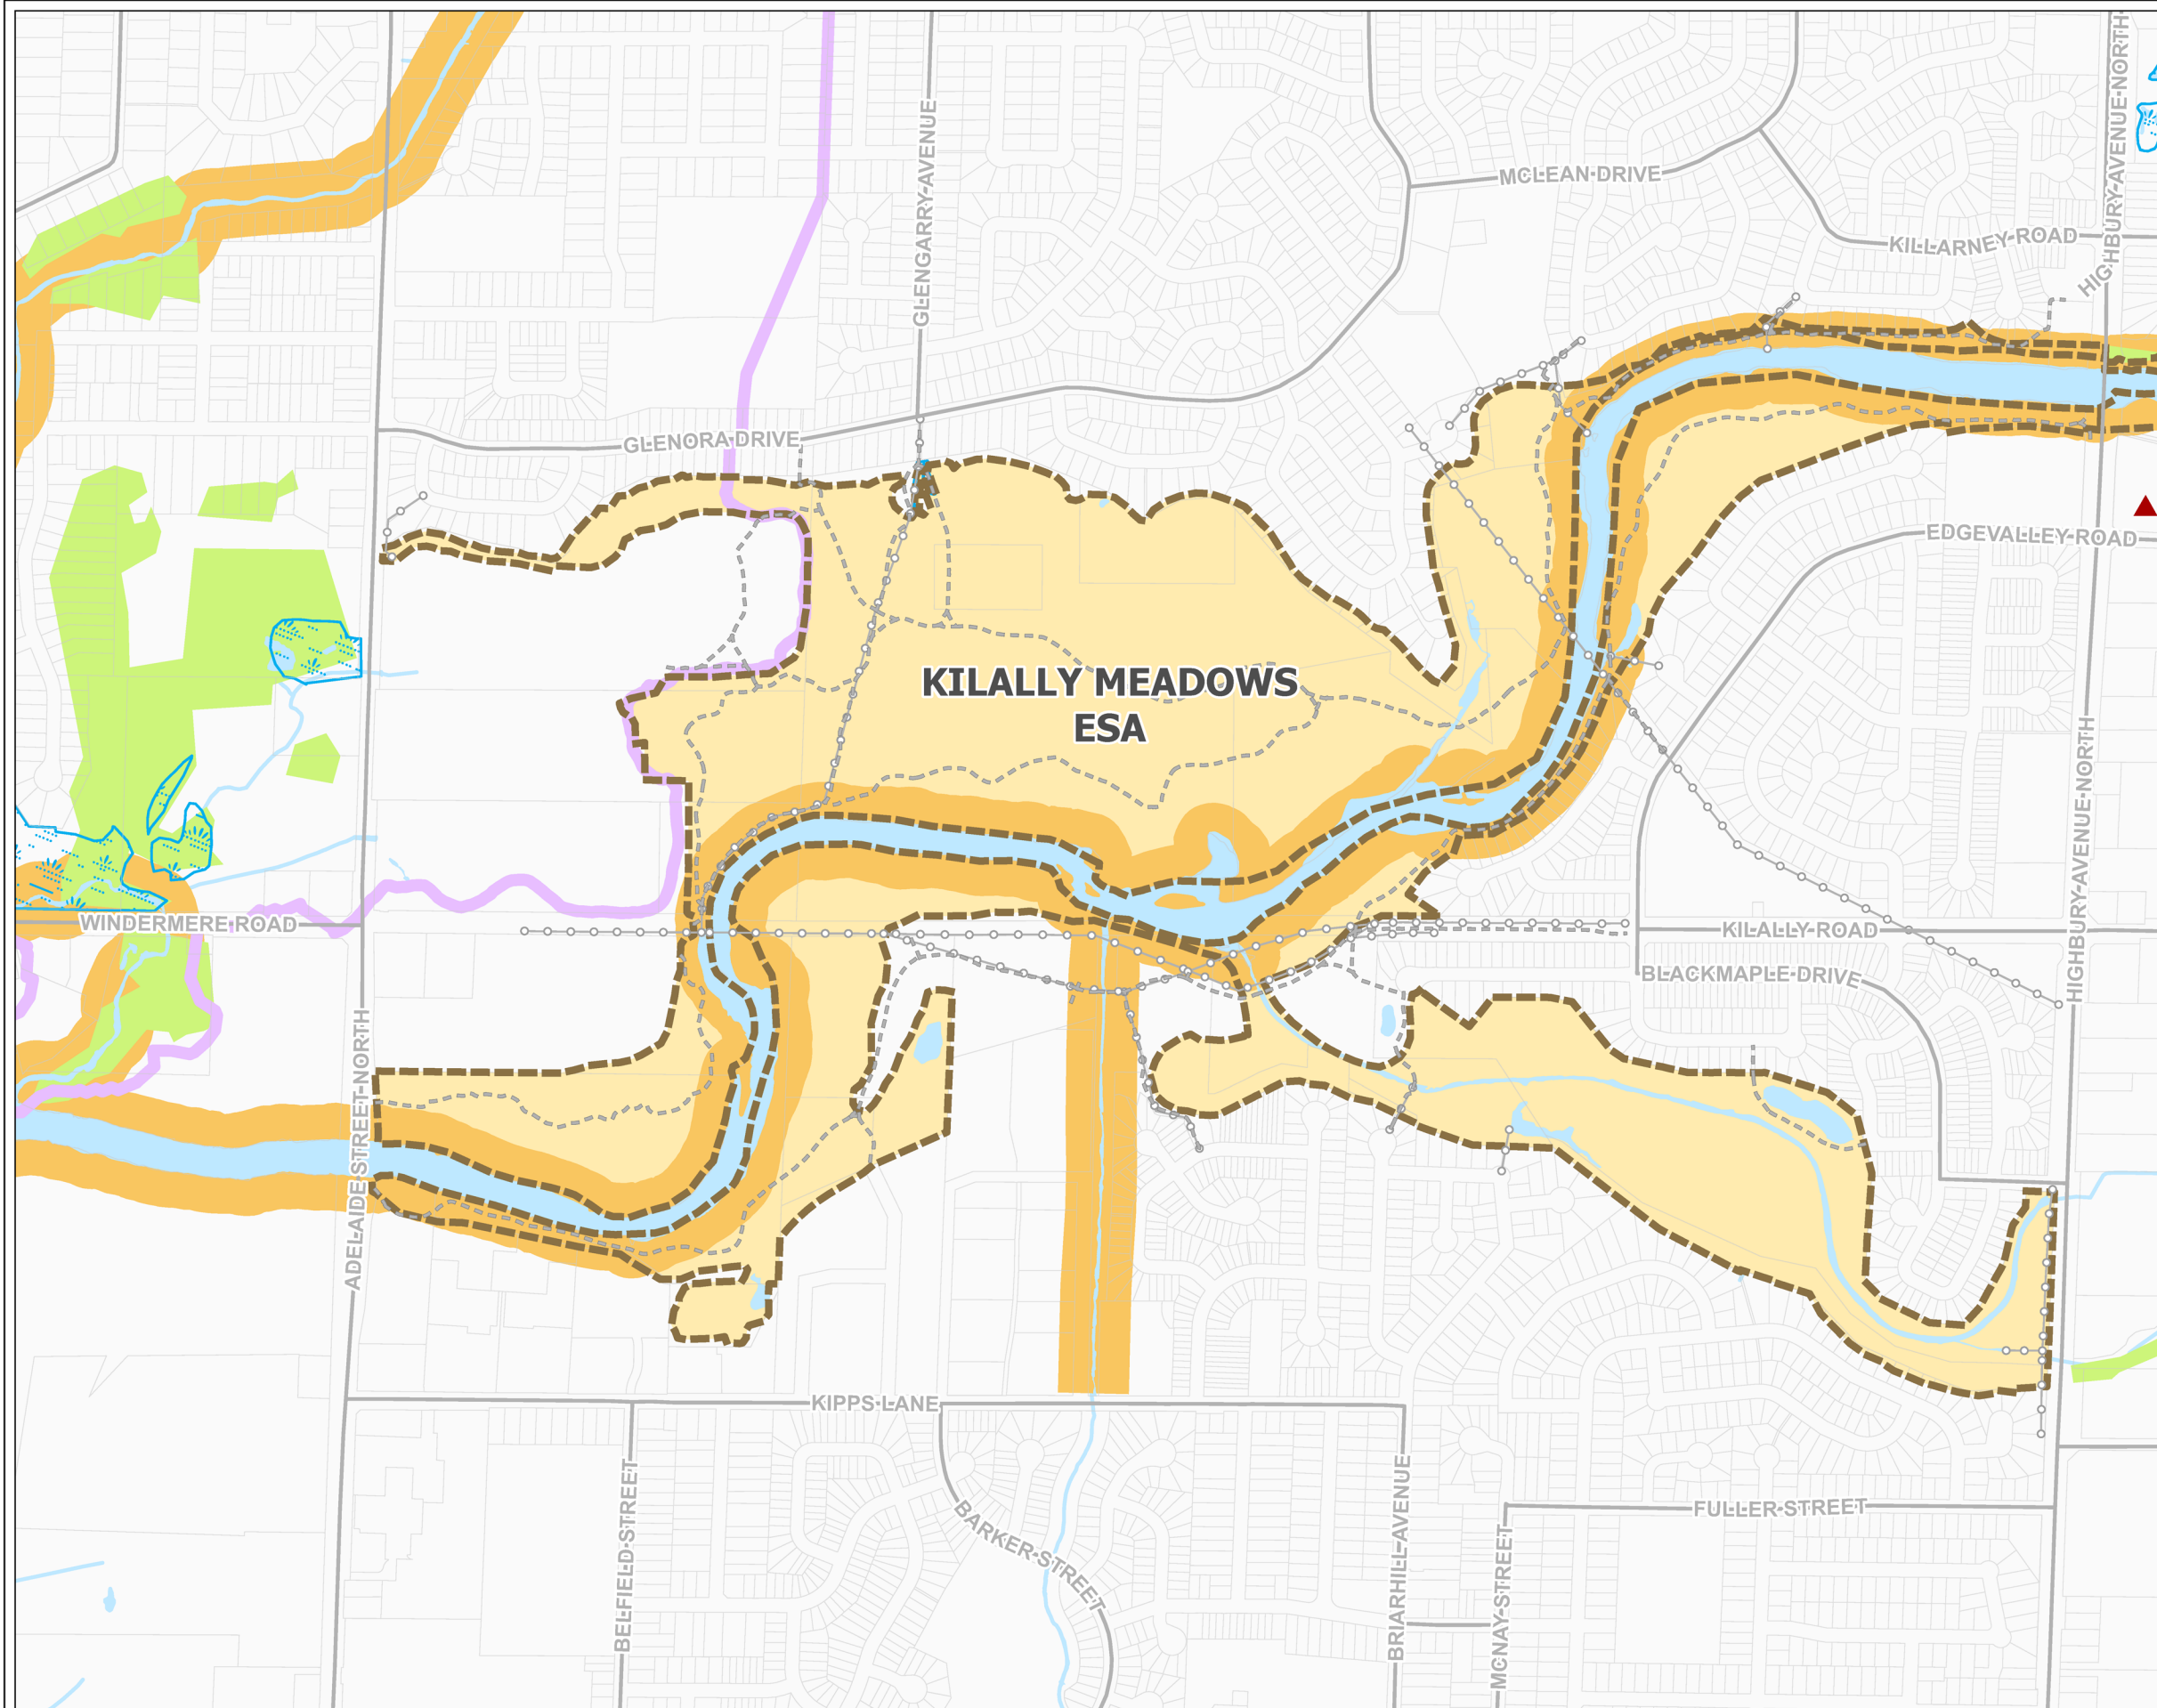 HIGHBURY AVENUE NORTH
GLENGARRY AVENUE
MCLEAN DRIVE
KILLARNEY ROAD
HIGHB
GLENORA DRIVE
EDGEVALLEY ROAD
KILALLY MEADOWS
ESA
WINDERMERE ROAD
KILALLY ROAD
HIGHBURY AVENUE NORTH
BLACKMAPLE DRIVE
ADELAIDE STREET NORTH
KIPPS LANE
FULLER STREET
BARKER STREET
BELFIELD STREET
BRIARHILL AVENUE
MCNAY STREET